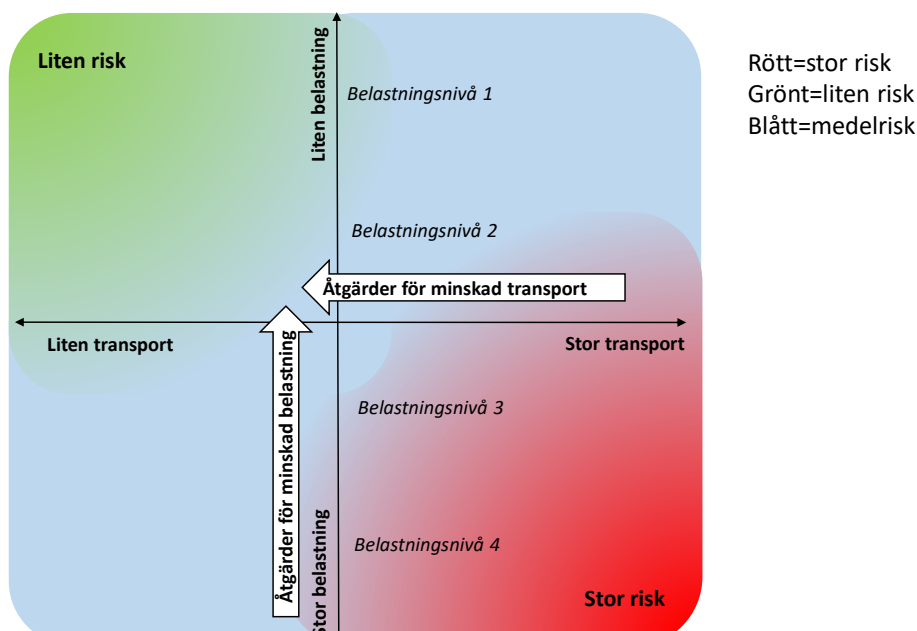 Liten risk
Liten belastning
Belastningsnivå 1
Rött=stor risk
Grönt=liten risk
Blått=medelrisk
Belastningsnivå 2
Åtgärder för minskad transport
Liten transport
Stor transport
Åtgärder för minskad belastning
Belastningsnivå 3
Stor belastning
Belastningsnivå 4
Stor risk